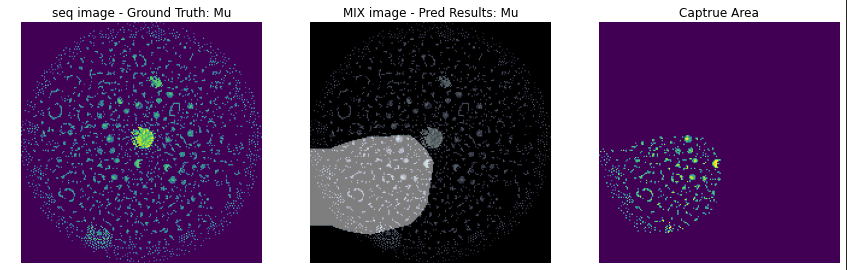 seq image - Ground Truth: Mu
MIX image - Pred Results: Mu
Captrue Area